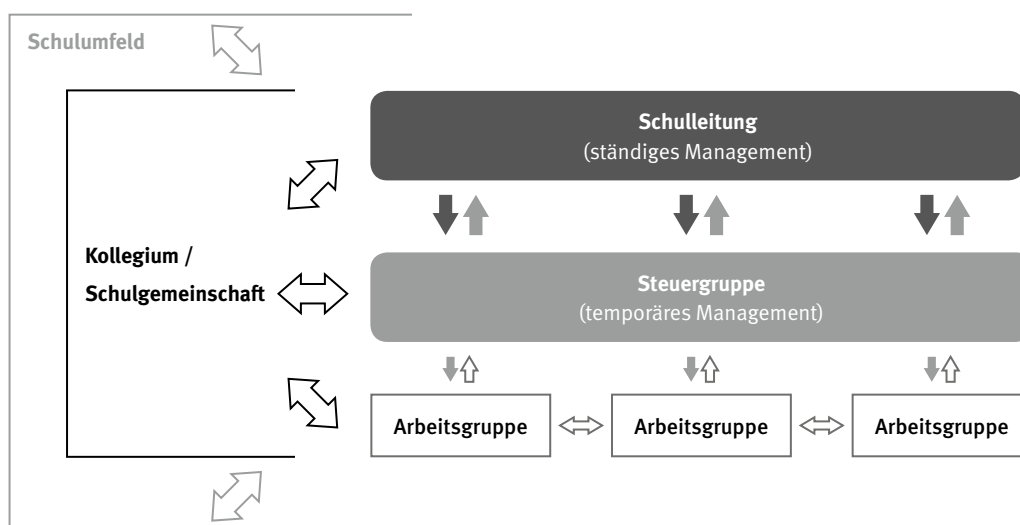 Schulumfeld
Schulleitung
(ständiges Management)
Kollegium /
Schulgemeinschaft
Steuergruppe
(temporäres Management)
Arbeitsgruppe
Arbeitsgruppe
Arbeitsgruppe